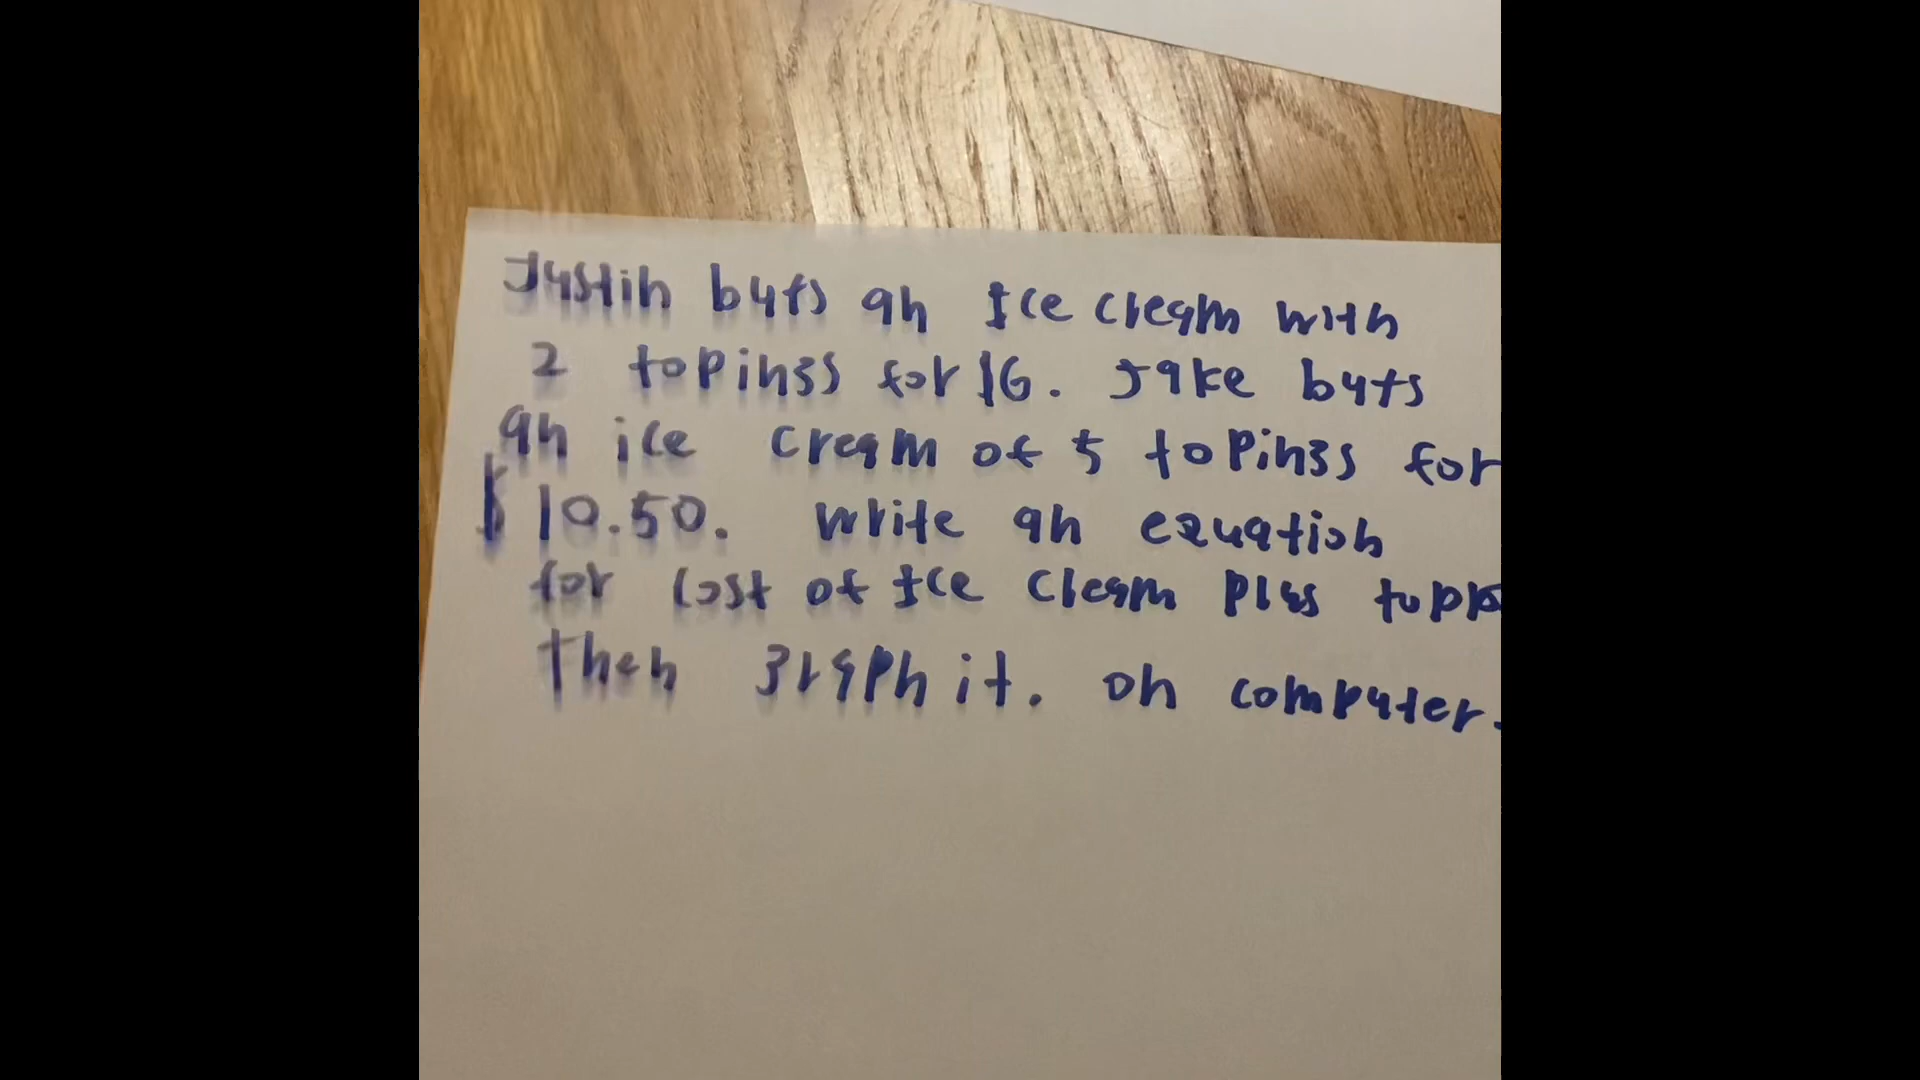 Justin buys an Ice cream with
2 topings for $6. Jake buys
an ice cream of 5 topings for
$10.50. write an equation
for cost of Ice cream plus
then graph it. on computer.